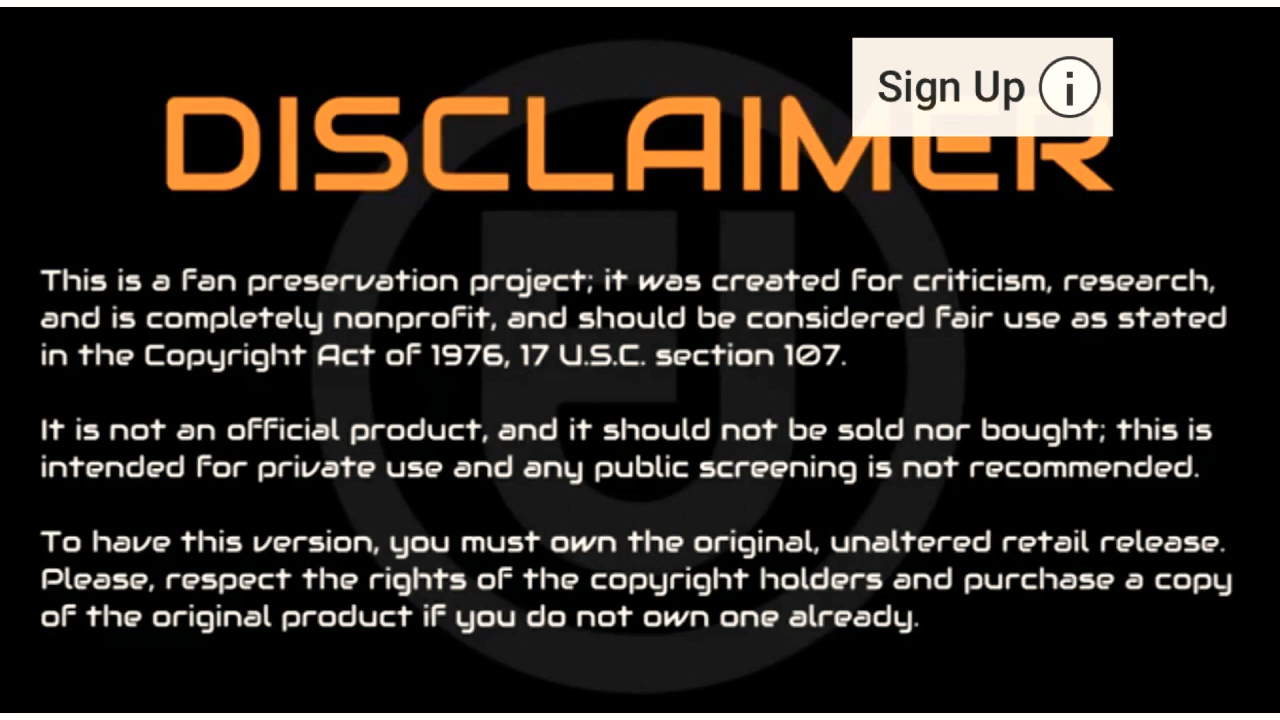 Sign Up i
DISCLAIMER
This is a fan preservation project; it was created for criticism, research,
and is completely nonprofit, and should be considered fair use as stated
in the Copyright Act of 1976, 17 U.S.C. section 107.
It is not an official product, and it should not be sold nor bought; this is
intended for private use and any public screening is not recommended.
To have this version, you must own the original, unaltered retail release.
Please, respect the rights of the copyright holders and purchase a copy
of the original product if you do not own one already.